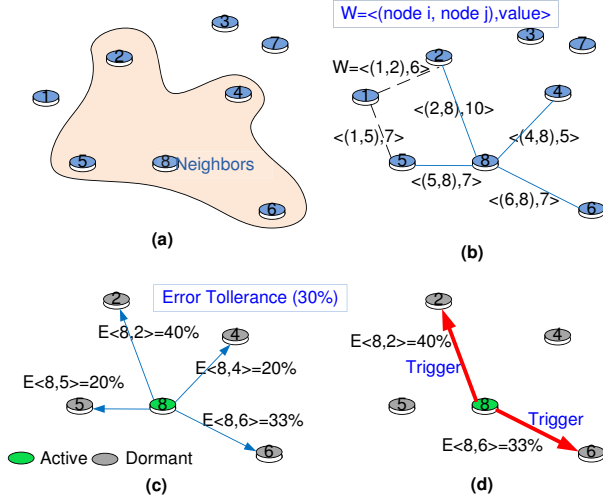 3
7
2
1
4
5
8
Neighbors
6
(a)
W=<(node i, node j),value>
3
7
2
W=<(1,2),6>
1
4
<(2,8),10>
<(1,5),7>
<(4,8),5>
5
8
<(5,8),7>
<(6,8),7>
6
(b)
2
Error Tollerance (30%)
E<8,2>=40%
4
E<8,4>=20%
E<8,5>=20%
5
8
E<8,6>=33%
6
Active
Dormant
(c)
2
4
E<8,2>=40%
Trigger
5
8
Trigger
E<8,6>=33%
6
(d)